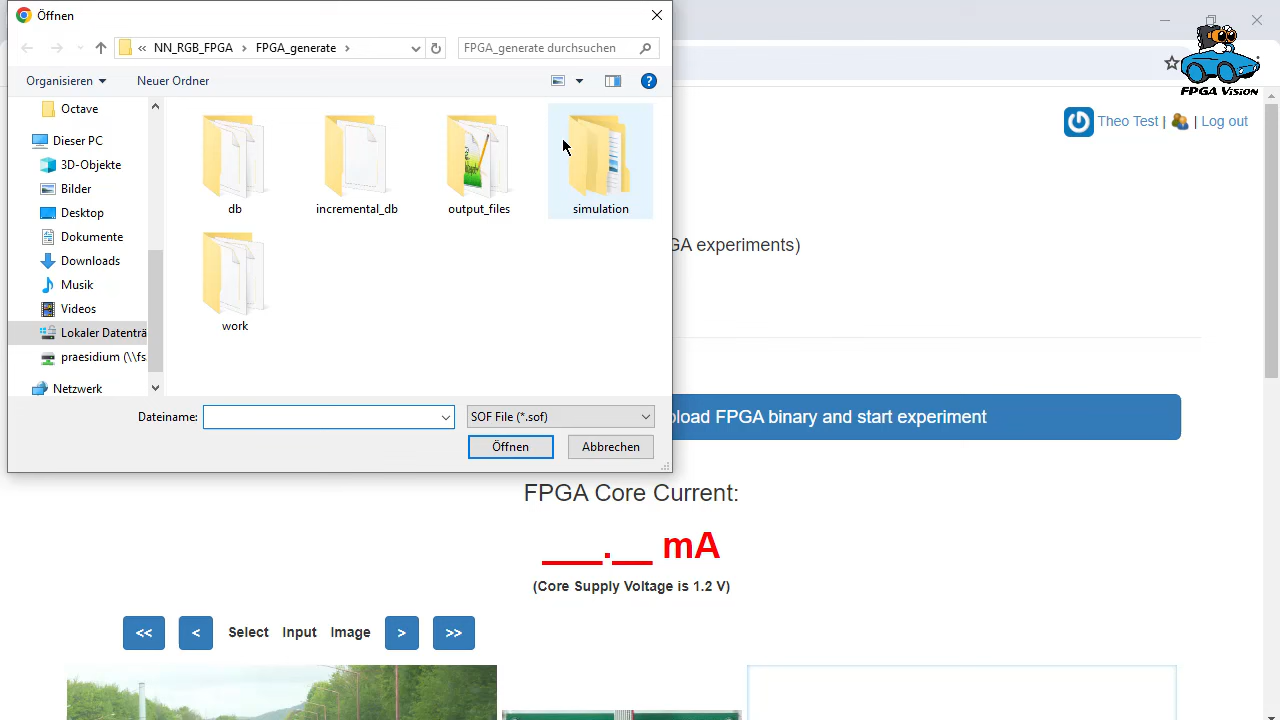 Öffnen
« NN_RGB_FPGA › FPGA_generate ›
FPGA_generate durchsuchen
Organisieren
Neuer Ordner
Octave
Dieser PC
3D-Objekte
Bilder
Desktop
Dokumente
Downloads
Musik
Videos
Lokaler Datenträ
praesidium (\\fs.
Netzwerk
db
incremental_db
output_files
simulation
work
Dateiname:
SOF File (*.sof)
Öffnen
Abbrechen
FPGA Vision
Theo Test | | Log out
GA experiments)
pload FPGA binary and start experiment
FPGA Core Current:
___.__ mA
(Core Supply Voltage is 1.2 V)
<< < Select Input Image > >>